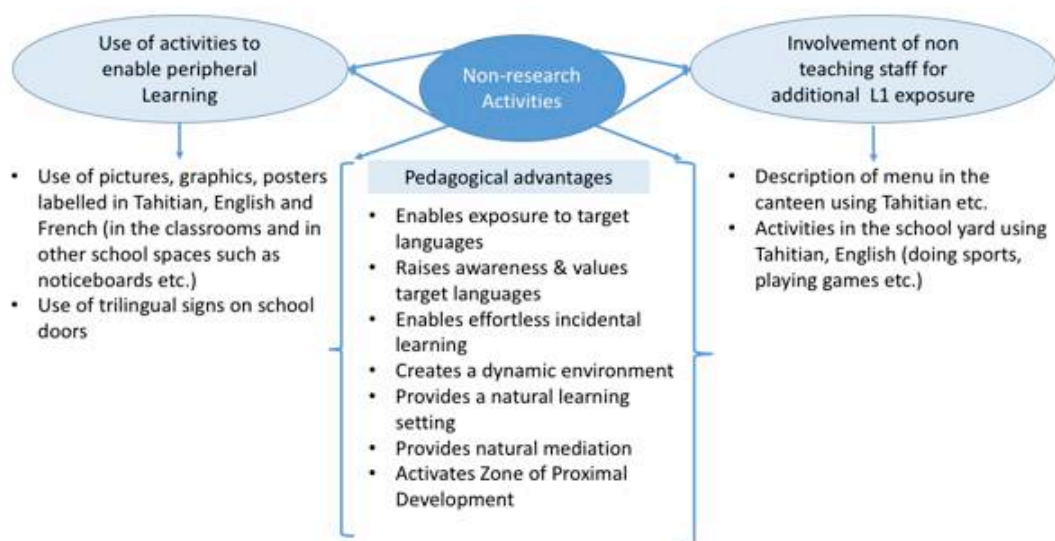 Use of activities to
enable peripheral
Learning
Non-research
Activities
Involvement of non
teaching staff for
additional L1 exposure
• Use of pictures, graphics, posters
labelled in Tahitian, English and
French (in the classrooms and in
other school spaces such as
noticeboards etc.)
• Use of trilingual signs on school
doors
Pedagogical advantages
• Enables exposure to target
languages
• Raises awareness & values
target languages
• Enables effortless incidental
learning
• Creates a dynamic environment
• Provides a natural learning
setting
• Provides natural mediation
• Activates Zone of Proximal
Development
• Description of menu in the
canteen using Tahitian etc.
• Activities in the school yard using
Tahitian, English (doing sports,
playing games etc.)